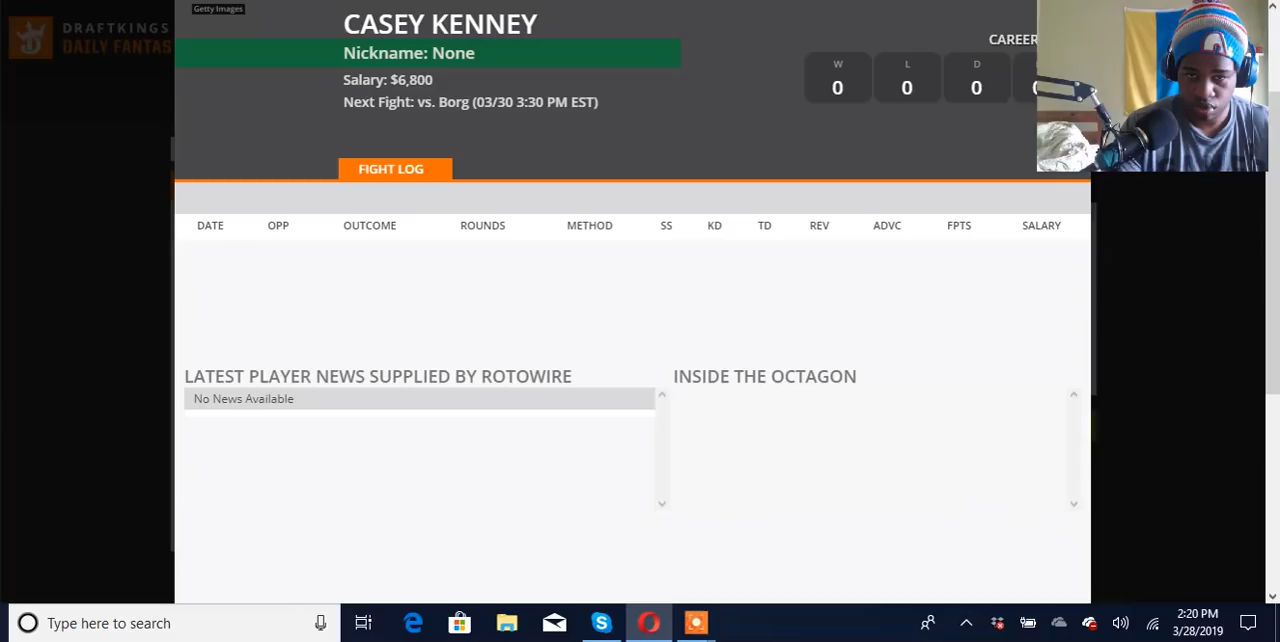 Getty Images
DRAFTKINGS
DAILY FANTAS
CASEY KENNEY
Nickname: None
Salary: $6,800
Next Fight: vs. Borg (03/30 3:30 PM EST)
CAREER
W L D
0 0 0
FIGHT LOG
DATE OPP OUTCOME ROUNDS METHOD SS KD TD REV ADVC FPTS SALARY
LATEST PLAYER NEWS SUPPLIED BY ROTOWIRE
No News Available
INSIDE THE OCTAGON
Type here to search
2:20 PM
3/28/2019